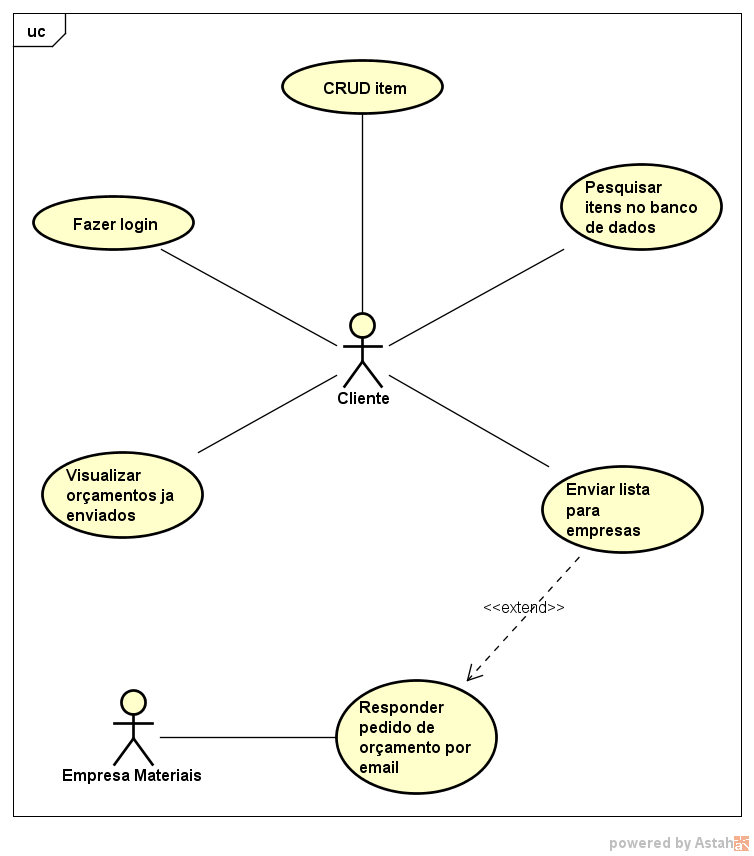 uc
CRUD item
Pesquisar
itens no banco
de dados
Fazer login
Cliente
Visualizar
orçamentos ja
enviados
Enviar lista
para
empresas
<<extend>>
Responder
pedido de
orçamento por
email
Empresa Materiais
powered by Astah